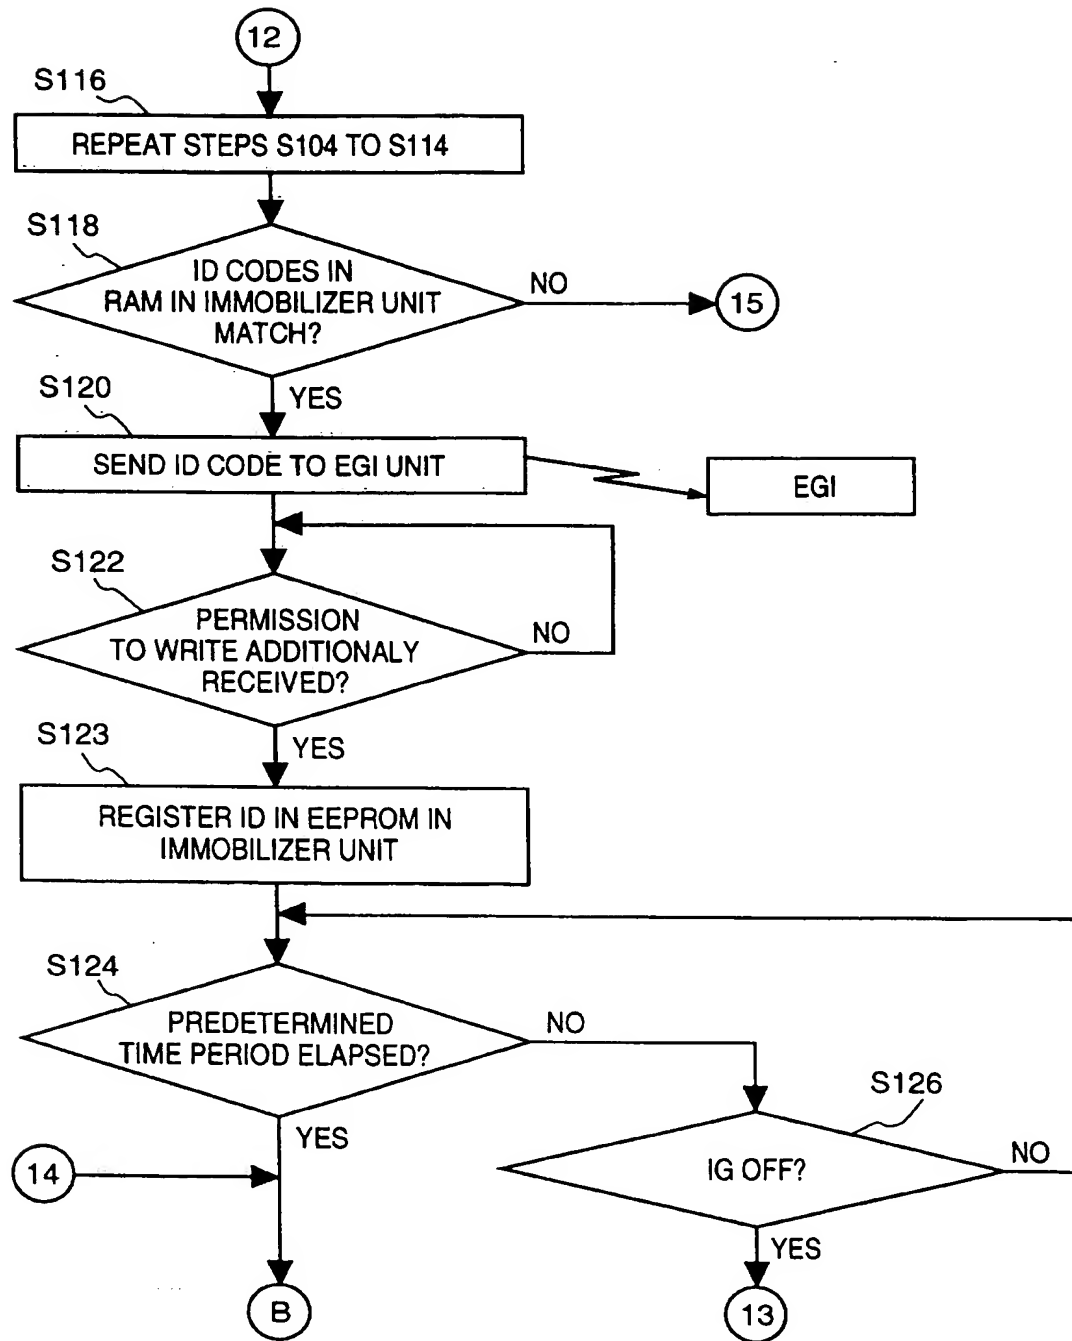 12
S116
REPEAT STEPS S104 TO S114
S118
ID CODES IN
RAM IN IMMOBILIZER UNIT
MATCH?
NO
15
YES
S120
SEND ID CODE TO EGI UNIT
EGI
S122
PERMISSION
TO WRITE ADDITIONALY
RECEIVED?
NO
YES
S123
REGISTER ID IN EEPROM IN
IMMOBILIZER UNIT
S124
PREDETERMINED
TIME PERIOD ELAPSED?
NO
S126
YES
IG OFF?
NO
14
YES
B
13